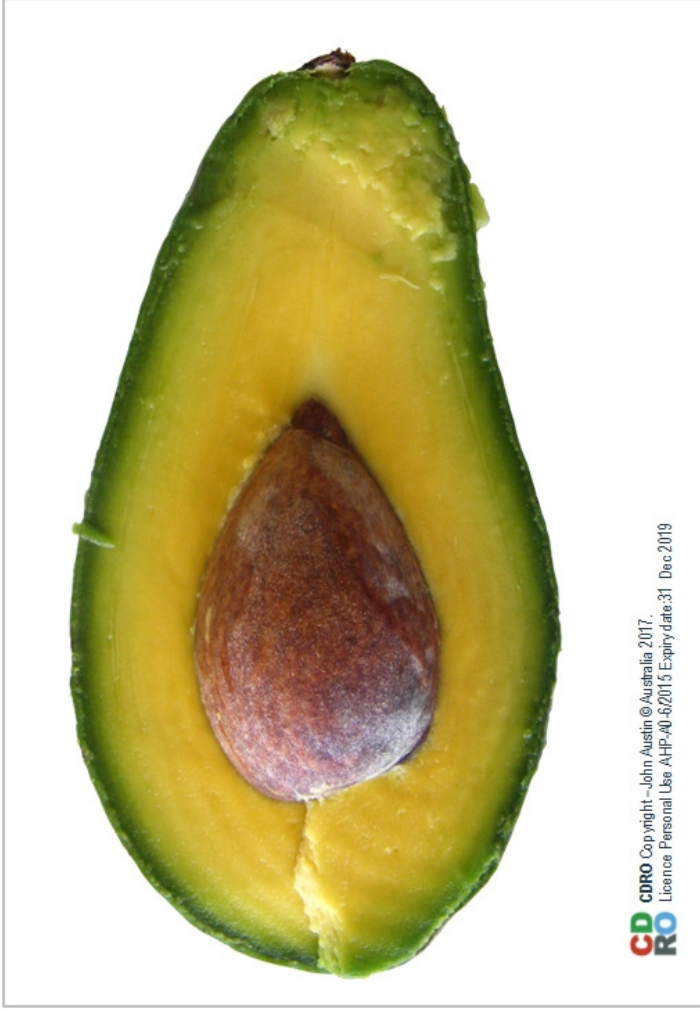 CDRO Copyright – John Austin © Australia 2017.
Licence Personal Use AHP-A0-6/2015 Expiry date:31 Dec 2019
CD
RO